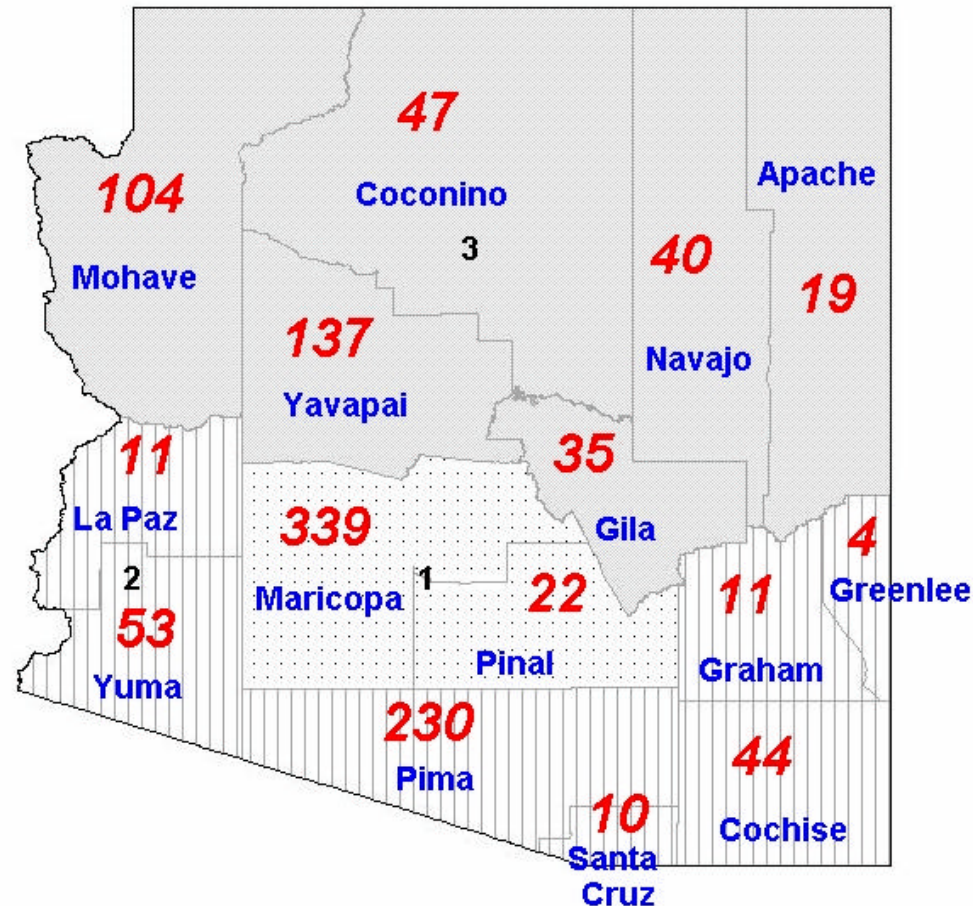 47
Coconino
3
104
Mohave
Apache
19
40
Navajo
137
Yavapai
35
Gila
11
La Paz
2
53
Yuma
339
Maricopa
1
22
Pinal
11
Graham
4
Greenlee
230
Pima
10
Santa
Cruz
44
Cochise